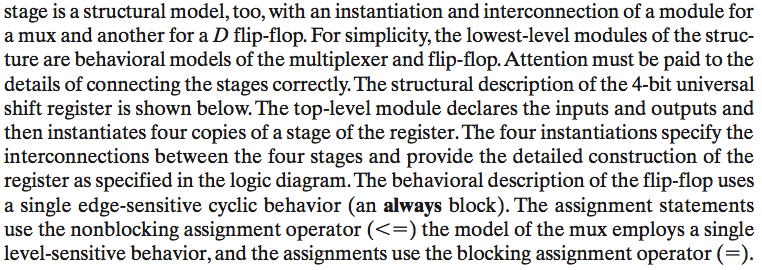 stage is a structural model, too, with an instantiation and interconnection of a module for
a mux and another for a D flip-flop. For simplicity, the lowest-level modules of the struc-
ture are behavioral models of the multiplexer and flip-flop. Attention must be paid to the
details of connecting the stages correctly. The structural description of the 4-bit universal
shift register is shown below. The top-level module declares the inputs and outputs and
then instantiates four copies of a stage of the register. The four instantiations specify the
interconnections between the four stages and provide the detailed construction of the
register as specified in the logic diagram. The behavioral description of the flip-flop uses
a single edge-sensitive cyclic behavior (an always block). The assignment statements
use the nonblocking assignment operator (<=) the model of the mux employs a single
level-sensitive behavior, and the assignments use the blocking assignment operator (=).